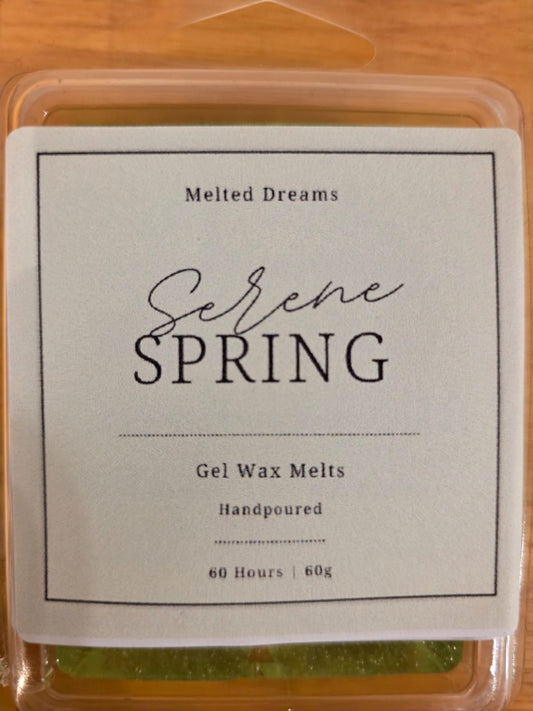 Melted Dreams
Serene
SPRING
Gel Wax Melts
Handpoured
60 Hours | 60g